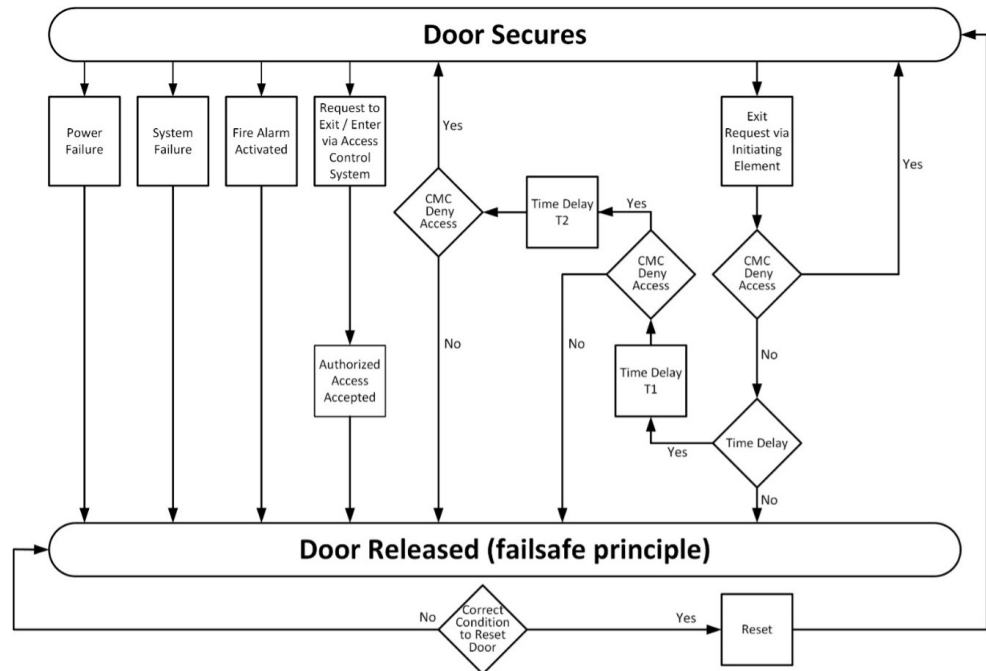 Door Secures
Power
Failure
System
Failure
Fire Alarm
Activated
Request to
Exit / Enter
via Access
Control
System
Yes
CMC
Deny
Access
No
Time Delay
T2
Yes
CMC
Deny
Access
No
Time Delay
T1
Exit
Request via
Initiating
Element
Yes
CMC
Deny
Access
No
Time Delay
Yes
No
Authorized
Access
Accepted
Door Released (failsafe principle)
No
Correct
Condition
to Reset
Door
Yes
Reset